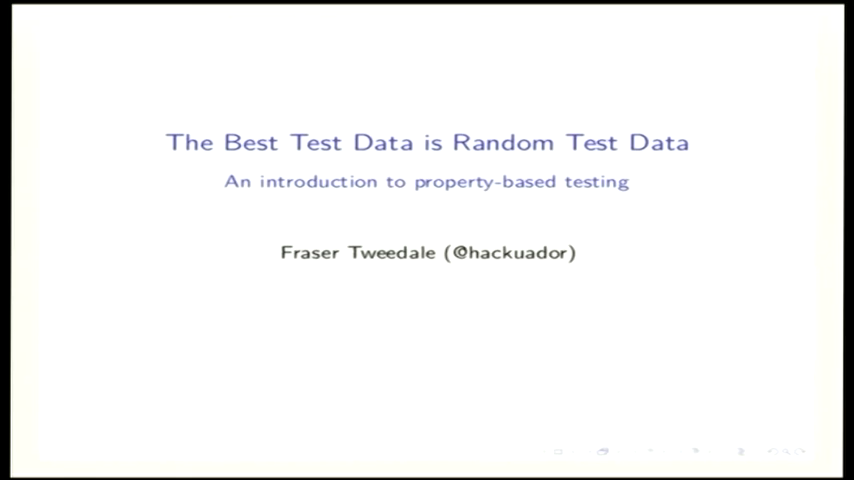 The Best Test Data is Random Test Data
An introduction to property-based testing
Fraser Tweedale (@hackuador)